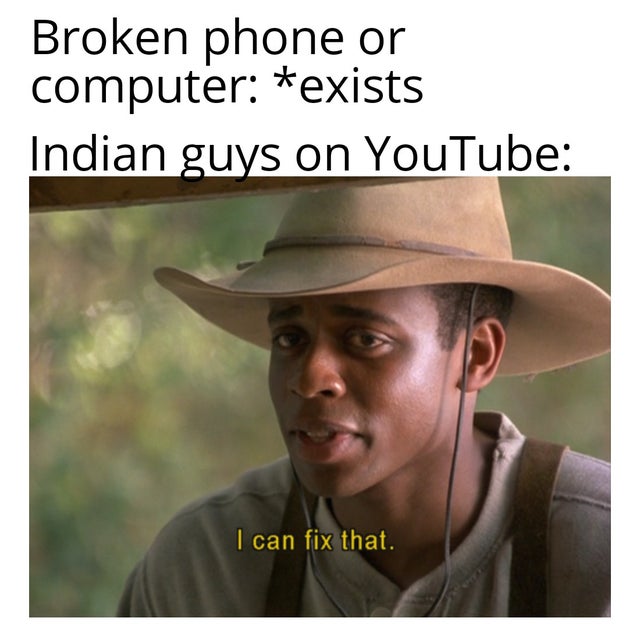 Broken phone or
computer: *exists
Indian guys on YouTube:
I can fix that.